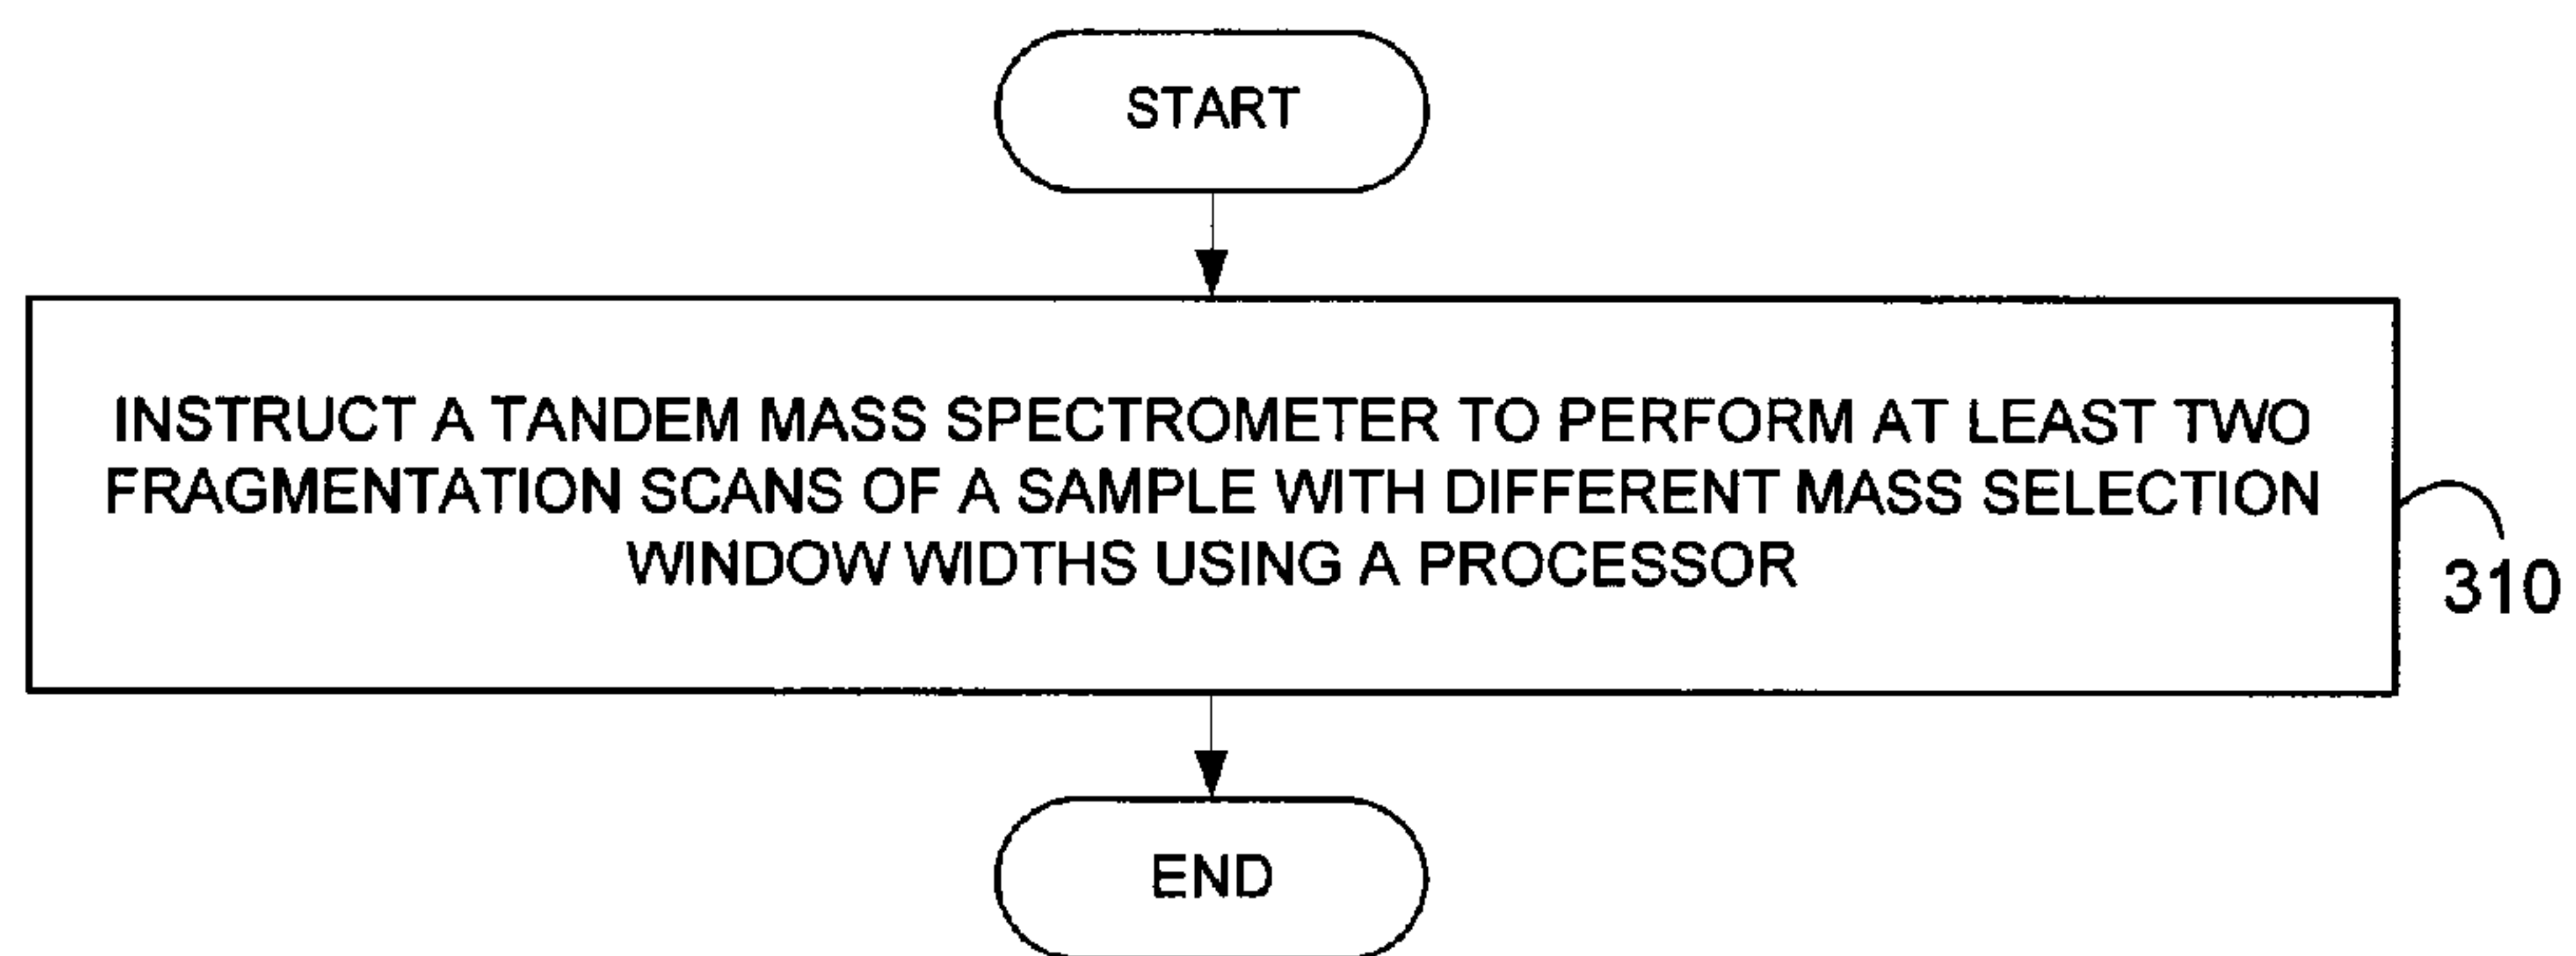 START
INSTRUCT A TANDEM MASS SPECTROMETER TO PERFORM AT LEAST TWO
FRAGMENTATION SCANS OF A SAMPLE WITH DIFFERENT MASS SELECTION
WINDOW WIDTHS USING A PROCESSOR
310
END